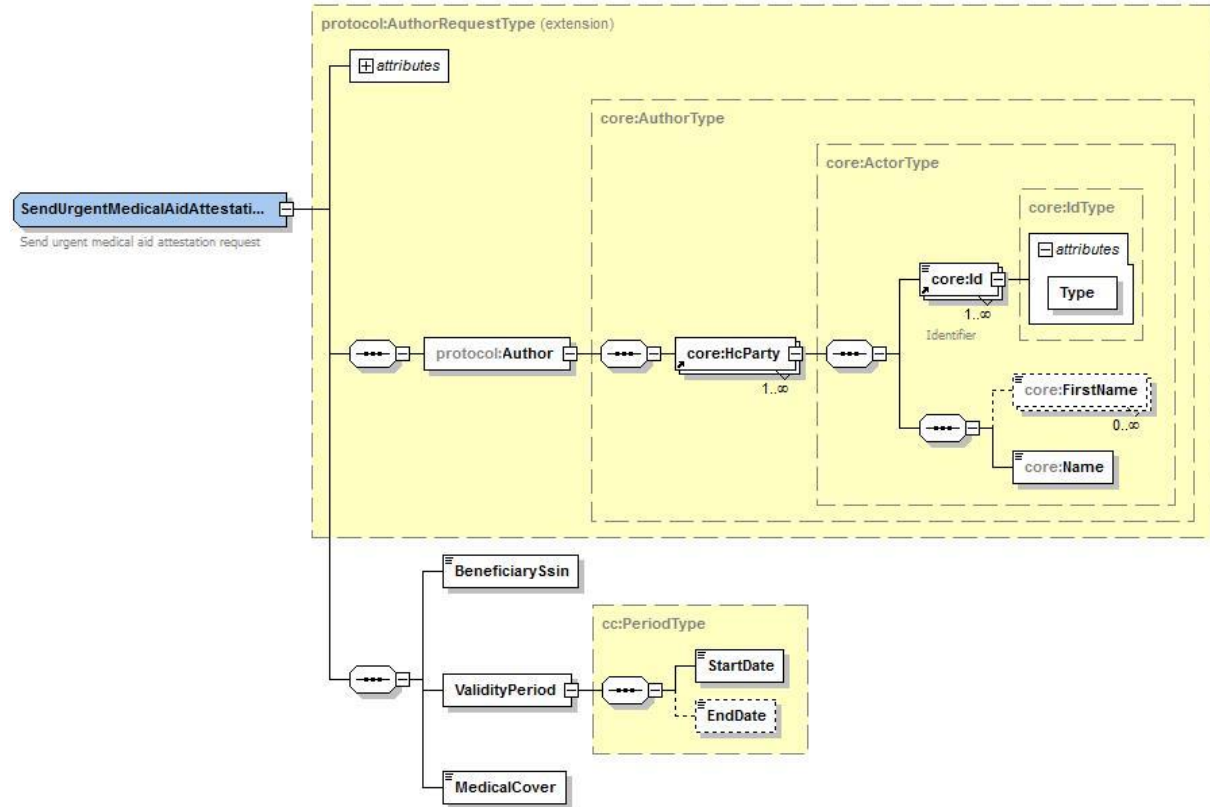 protocol:AuthorRequestType (extension)
attributes
core:AuthorType
core:ActorType
core:IdType
SendUrgentMedicalAidAttestati...
Send urgent medical aid attestation request
attributes
core:Id
Type
1..∞
Identifier
protocol:Author
core:HcParty
1..∞
core:FirstName
0..∞
core:Name
BeneficiarySsin
cc:PeriodType
StartDate
ValidityPeriod
EndDate
MedicalCover